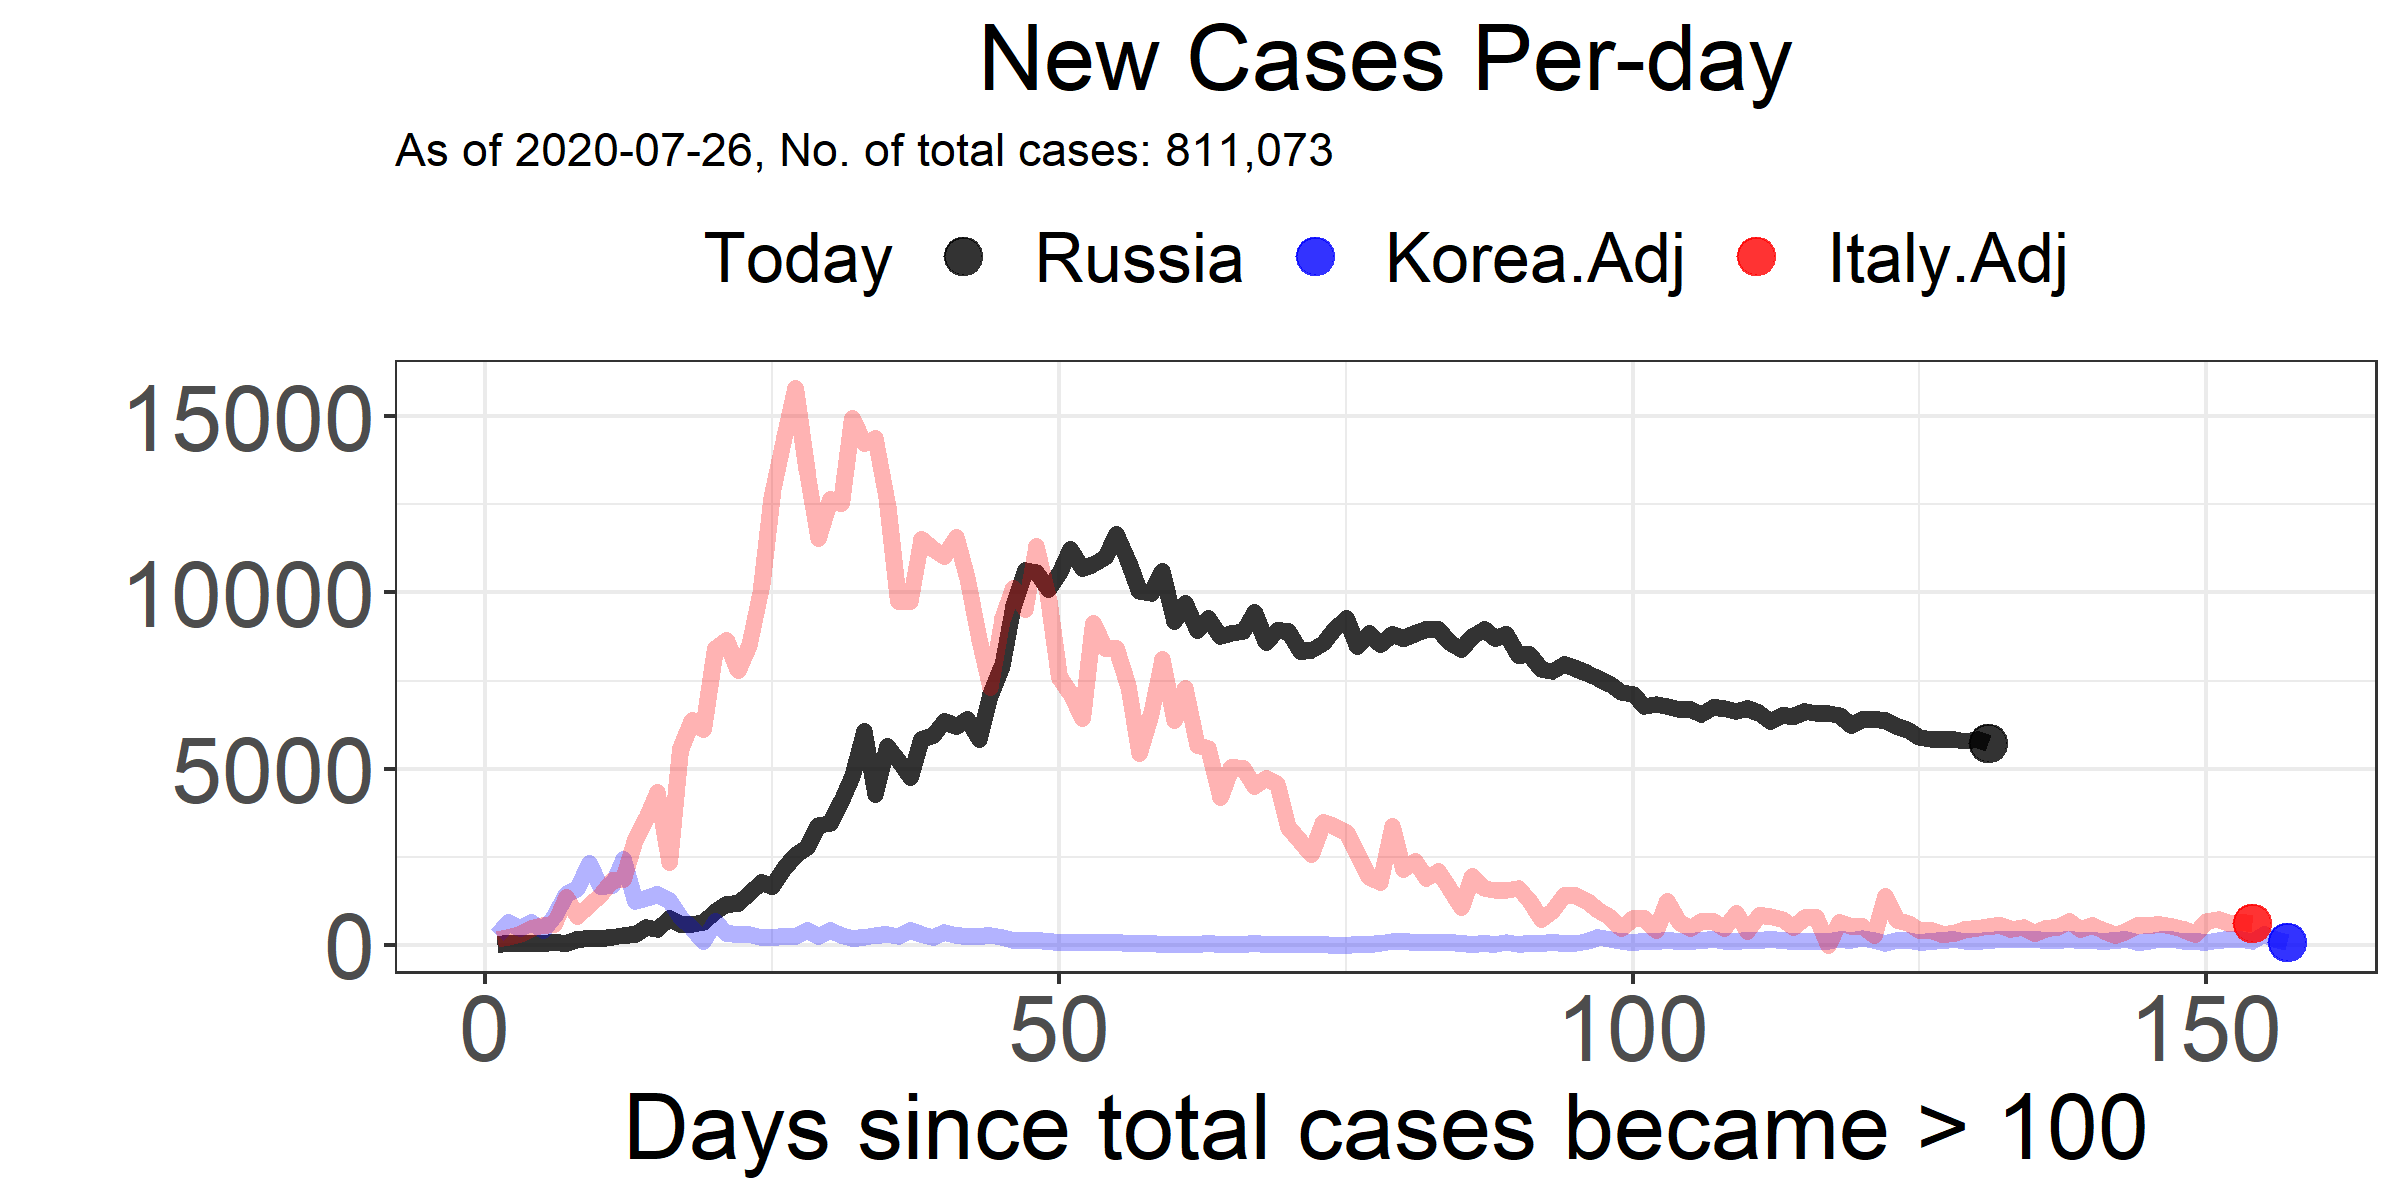 New Cases Per-day
As of 2020-07-26, No. of total cases: 811,073
Today Russia Korea.Adj Italy.Adj
15000
10000
5000
0
0 50 100 150
Days since total cases became > 100